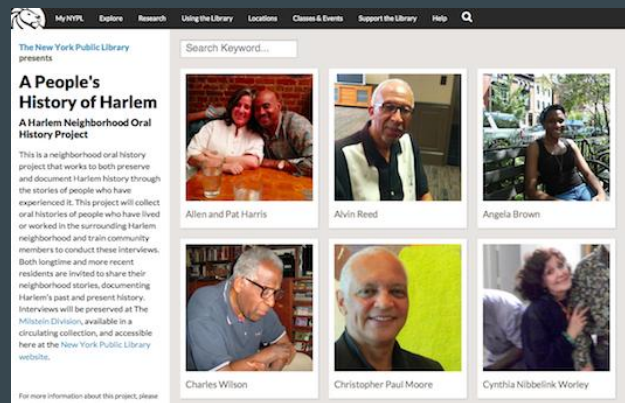 My NYPL Explore Research Using the Library Locations Classes & Events Support the Library Help
The New York Public Library
presents
A People's
History of Harlem
A Harlem Neighborhood Oral
History Project
This is a neighborhood oral history
project that works to both preserve
and document Harlem history through
the stories of people who have
experienced it. This project will collect
oral histories of people who have lived
or worked in the surrounding Harlem
neighborhood and train community
members to conduct these interviews.
Both longtime and more recent
residents are invited to share their
neighborhood stories, documenting
Harlem's past and present history.
Interviews will be preserved at The
Milstein Division, available in a
circulating collection, and accessible
here at the New York Public Library
website.
For more information about this project, please
Search Keyword...
Allen and Pat Harris
Alvin Reed
Angela Brown
Charles Wilson
Christopher Paul Moore
Cynthia Nibbelink Worley